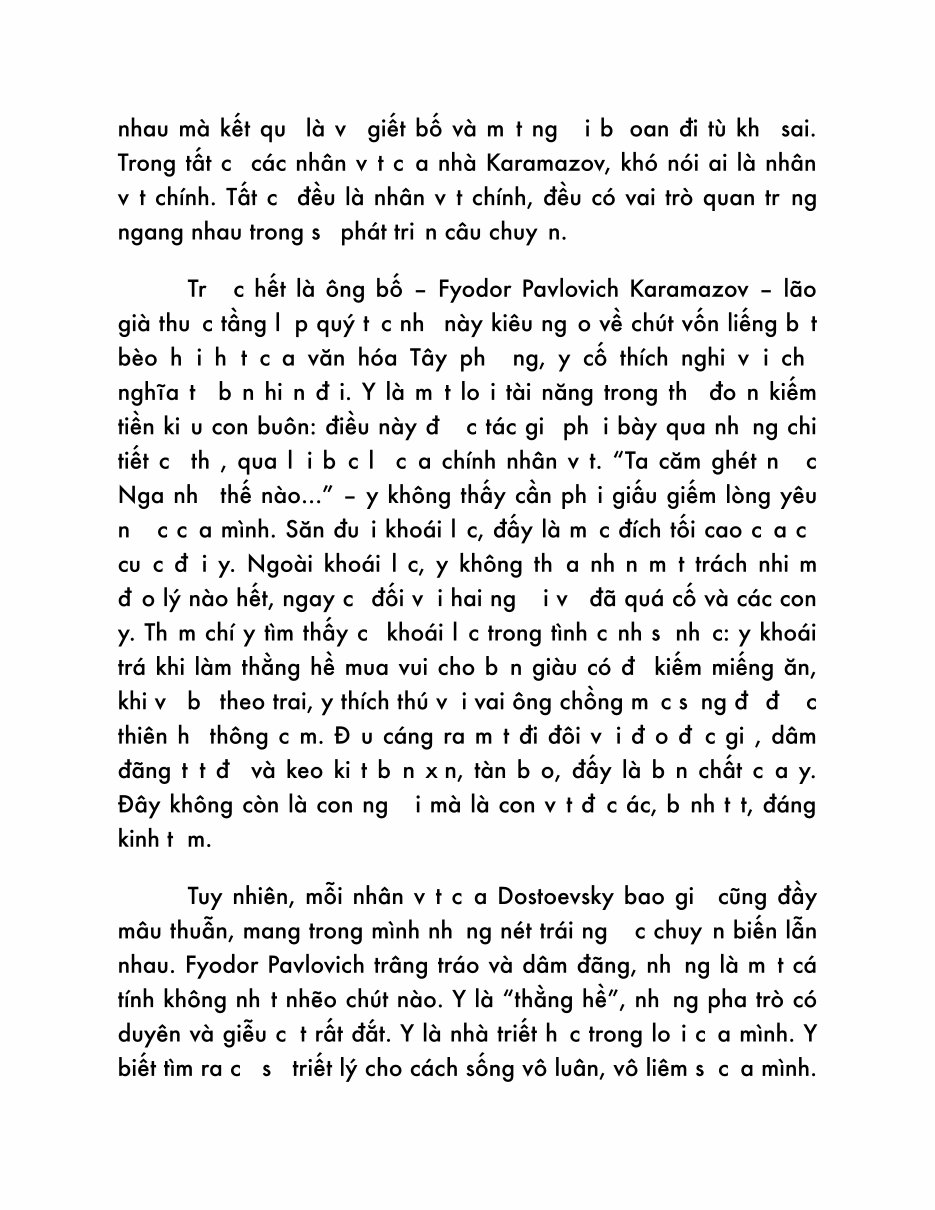 nhau mà kết qu là v giết bố và m t ng i b oan đi tù kh sai.
Trong tất c các nhân v t c a nhà Karamazov, khó nói ai là nhân
v t chính. Tất c đều là nhân v t chính, đều có vai trò quan tr ng
ngang nhau trong s phát tri n câu chuy n.
Tr c hết là ông bố – Fyodor Pavlovich Karamazov – lão
già thu c tầng l p quý t c nh này kiêu ng o về chút vốn liếng b t
bèo h i h t c a văn hóa Tây ph ng, y cố thích nghi v i ch
nghĩa t b n hi n đ i. Y là m t lo i tài năng trong th đo n kiếm
tiền ki u con buôn: điều này đ c tác gi ph i bày qua nh ng chi
tiết c th , qua l i b c l c a chính nhân v t. “Ta căm ghét n c
Nga nh thế nào...” – y không thấy cần ph i giấu giếm lòng yêu
n c c a mình. Săn đu i khoái l c, đấy là m c đích tối cao c a c
cu c đ i y. Ngoài khoái l c, y không th a nh n m t trách nhi m
đ o lý nào hết, ngay c đối v i hai ng i v đã quá cố và các con
y. Th m chí y tìm thấy c khoái l c trong tình c nh s nh c: y khoái
trá khi làm thằng hề mua vui cho b n giàu có đ kiếm miếng ăn,
khi v b theo trai, y thích thú v i vai ông chồng m c s ng đ đ c
thiên h thông c m. Đ u cáng ra m t đi đôi v i đ o đ c gi , dâm
đãng t t đ và keo ki t b n x n, tàn b o, đấy là b n chất c a y.
Đây không còn là con ng i mà là con v t đ c ác, b nh t t, đáng
kinh t m.
Tuy nhiên, mỗi nhân v t c a Dostoevsky bao gi cũng đầy
mâu thuẫn, mang trong mình nh ng nét trái ng c chuy n biến lẫn
nhau. Fyodor Pavlovich trâng tráo và dâm đãng, nh ng là m t cá
tính không nh t nhẽo chút nào. Y là “thằng hề”, nh ng pha trò có
duyên và giễu c t rất đắt. Y là nhà triết h c trong lo i c a mình. Y
biết tìm ra c s triết lý cho cách sống vô luân, vô liêm s c a mình.